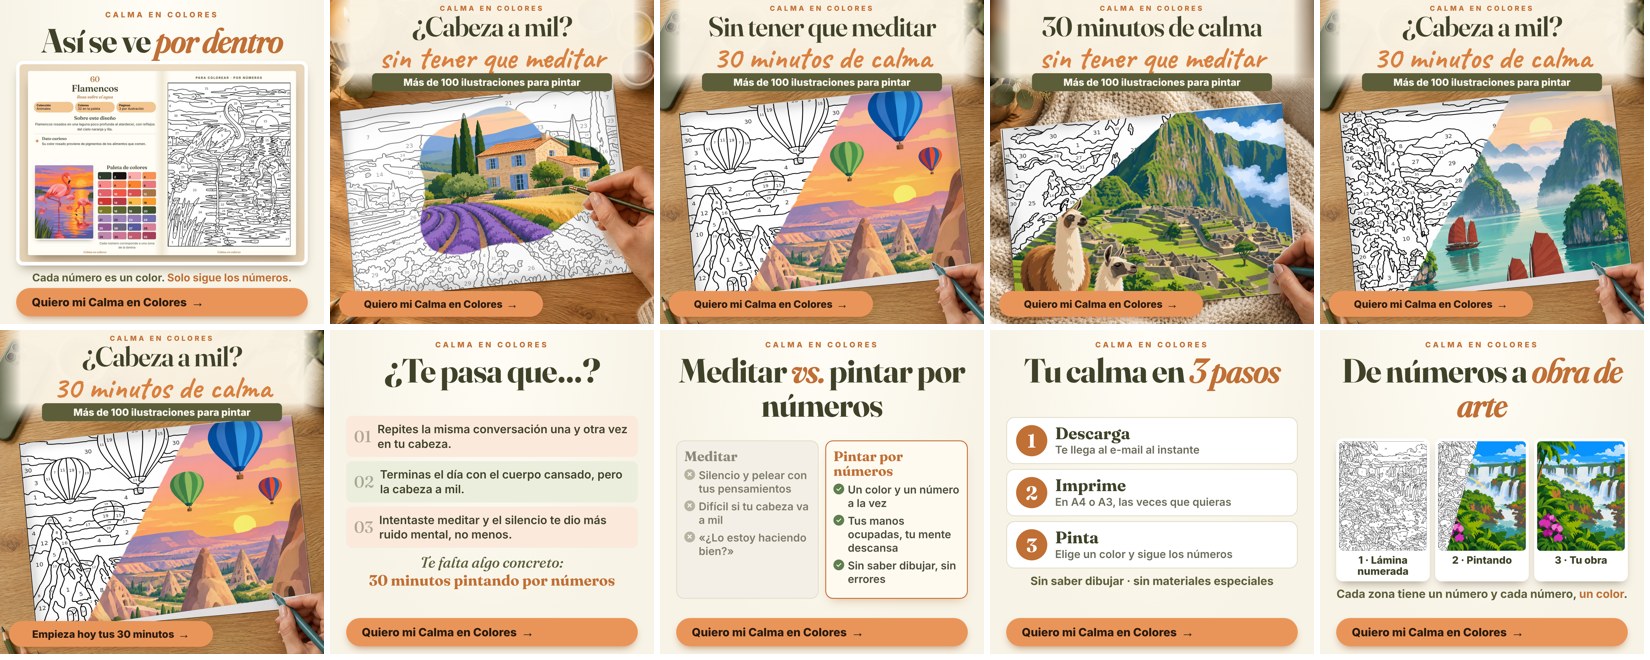 CALMA EN COLORES
Así se ve por dentro
60
Flamencos
PARA COLOREAR · POR NÚMEROS
Sobre este diseño
Paleta de colores
Cada número es un color. Solo sigue los números.
Quiero mi Calma en Colores →
CALMA EN COLORES
¿Cabeza a mil?
sin tener que meditar
Más de 100 ilustraciones para pintar
Quiero mi Calma en Colores →
CALMA EN COLORES
Sin tener que meditar
30 minutos de calma
Más de 100 ilustraciones para pintar
Quiero mi Calma en Colores →
CALMA EN COLORES
30 minutos de calma
sin tener que meditar
Más de 100 ilustraciones para pintar
Quiero mi Calma en Colores →
CALMA EN COLORES
¿Cabeza a mil?
30 minutos de calma
Más de 100 ilustraciones para pintar
Quiero mi Calma en Colores →
CALMA EN COLORES
¿Cabeza a mil?
30 minutos de calma
Más de 100 ilustraciones para pintar
Empieza hoy tus 30 minutos →
CALMA EN COLORES
¿Te pasa que...?
01 Repites la misma conversación una y otra vez
en tu cabeza.
02 Terminas el día con el cuerpo cansado, pero
la cabeza a mil.
03 Intentaste meditar y el silencio te dio más
ruido mental, no menos.
Te falta algo concreto:
30 minutos pintando por números
Quiero mi Calma en Colores →
CALMA EN COLORES
Meditar vs. pintar por
números
Meditar
Silencio y pelear con
tus pensamientos
Difícil si tu cabeza va
a mil
«¿Lo estoy haciendo
bien?»
Pintar por
números
Un color y un número
a la vez
Tus manos
ocupadas, tu mente
descansa
Sin saber dibujar, sin
errores
Quiero mi Calma en Colores →
CALMA EN COLORES
Tu calma en 3 pasos
1 Descarga
Te llega al e-mail al instante
2 Imprime
En A4 o A3, las veces que quieras
3 Pinta
Elige un color y sigue los números
Sin saber dibujar · sin materiales especiales
Quiero mi Calma en Colores →
CALMA EN COLORES
De números a obra de
arte
1 · Lámina
numerada
2 · Pintando
3 · Tu obra
Cada zona tiene un número y cada número, un color.
Quiero mi Calma en Colores →